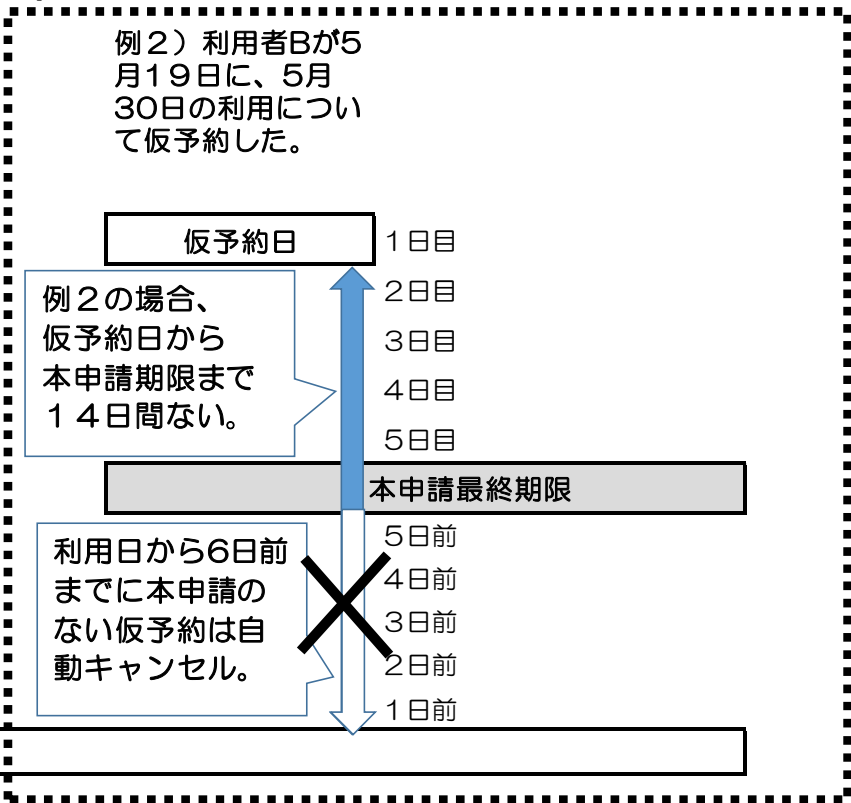 例２）利用者Bが5
月１９日に、５月
３０日の利用につい
て仮予約した。
仮予約日
１日目
２日目
例２の場合、
仮予約日から
本申請期限まで
１４日間ない。
３日目
４日目
５日目
本申請最終期限
５日前
利用日から6日前
までに本申請の
ない仮予約は自
動キャンセル。
４日前
３日前
２日前
１日前